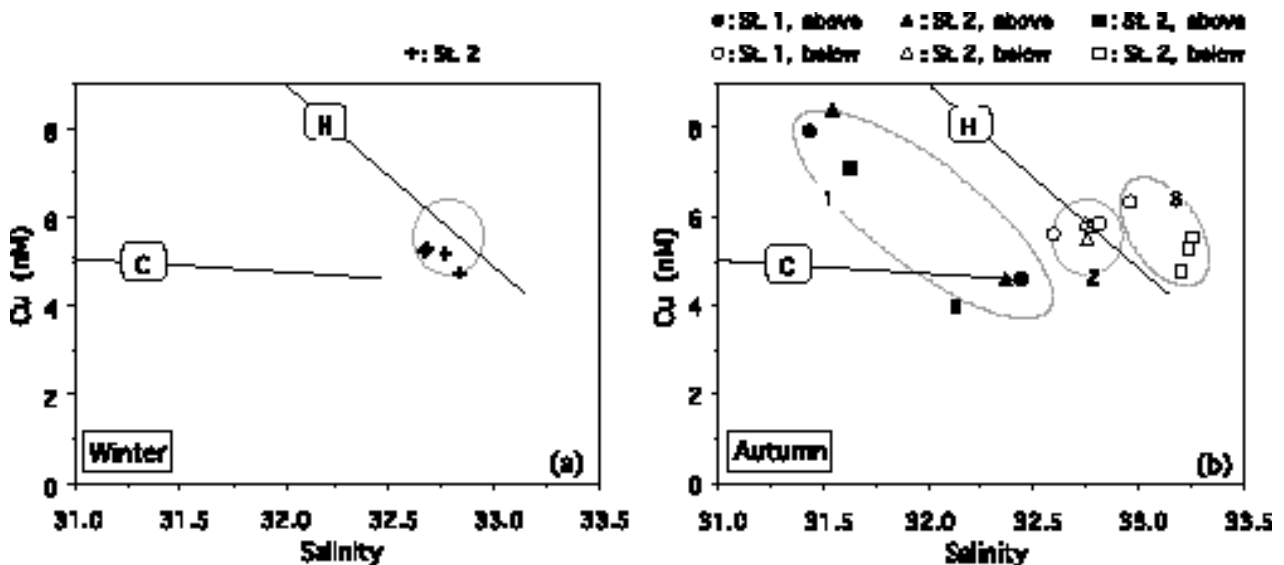 +: St. 2
●: St. 1, above ▲: St. 2, above ■: St. 2, above
○: St. 1, below △: St. 2, below □: St. 2, below
H
C
Cu (nM)
8
6
4
2
0
Winter
(a)
31.0 31.5 32.0 32.5 33.0 33.5
Salinity
H
C
1
2
3
Cu (nM)
8
6
4
2
0
Autumn
(b)
31.0 31.5 32.0 32.5 33.0 33.5
Salinity